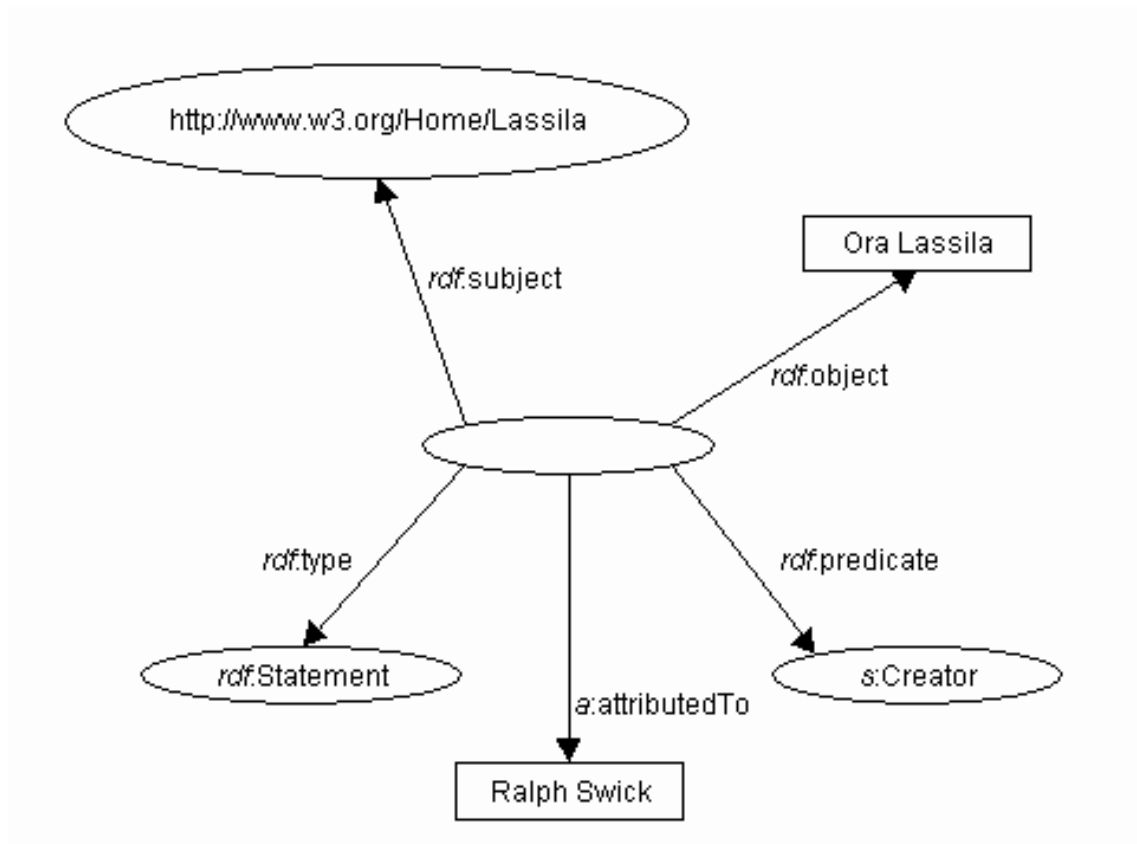 http://www.w3.org/Home/Lassila
Ora Lassila
rdf:subject
rdf:object
rdf:type
rdf:predicate
rdf:Statement
s:Creator
a:attributedTo
Ralph Swick